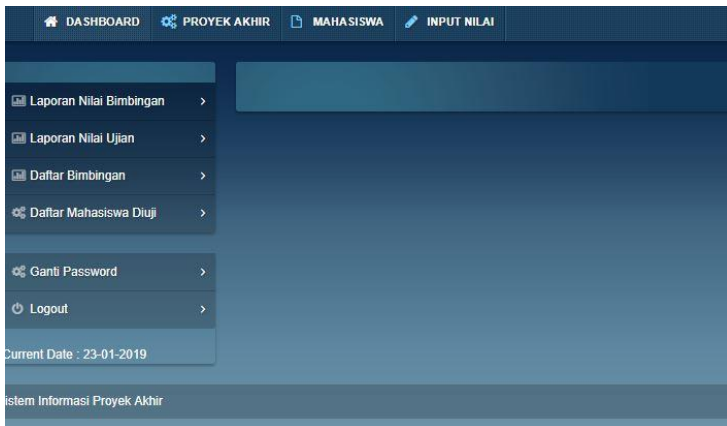 DASHBOARD PROYEK AKHIR MAHASISWA INPUT NILAI
Laporan Nilai Bimbingan
Laporan Nilai Ujian
Daftar Bimbingan
Daftar Mahasiswa Diuji
Ganti Password
Logout
Current Date : 23-01-2019
istem Informasi Proyek Akhir